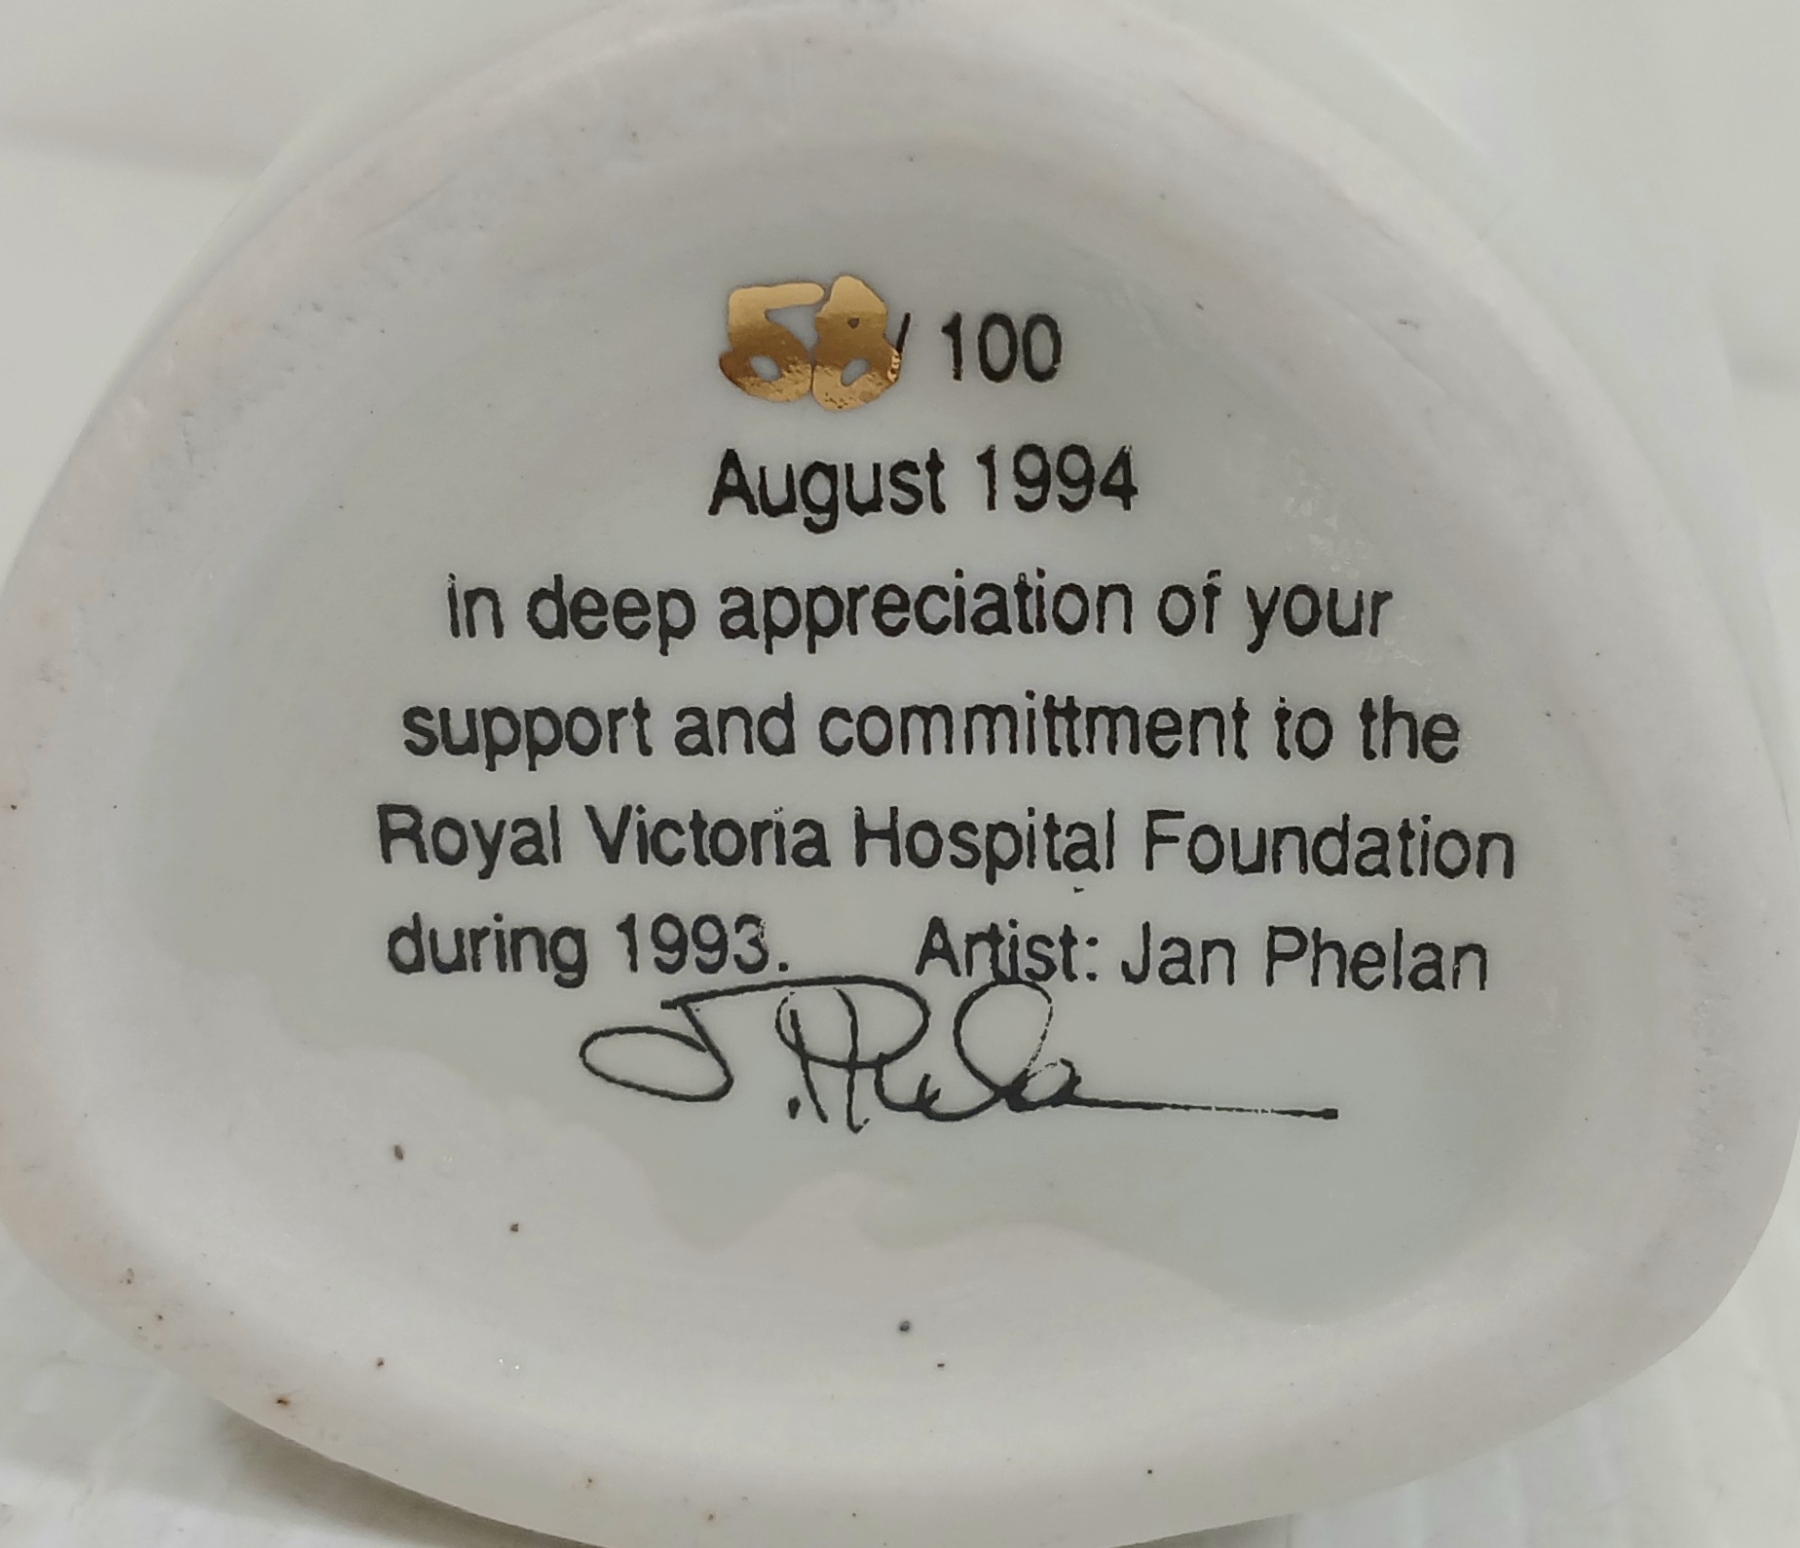 58/ 100
August 1994
in deep appreciation of your
support and committment to the
Royal Victoria Hospital Foundation
during 1993. Artist: Jan Phelan
J. Phelan